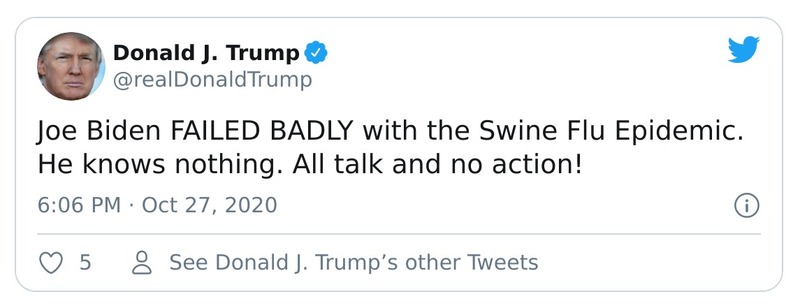 Donald J. Trump
@realDonaldTrump
Joe Biden FAILED BADLY with the Swine Flu Epidemic.
He knows nothing. All talk and no action!
6:06 PM · Oct 27, 2020
5 See Donald J. Trump’s other Tweets